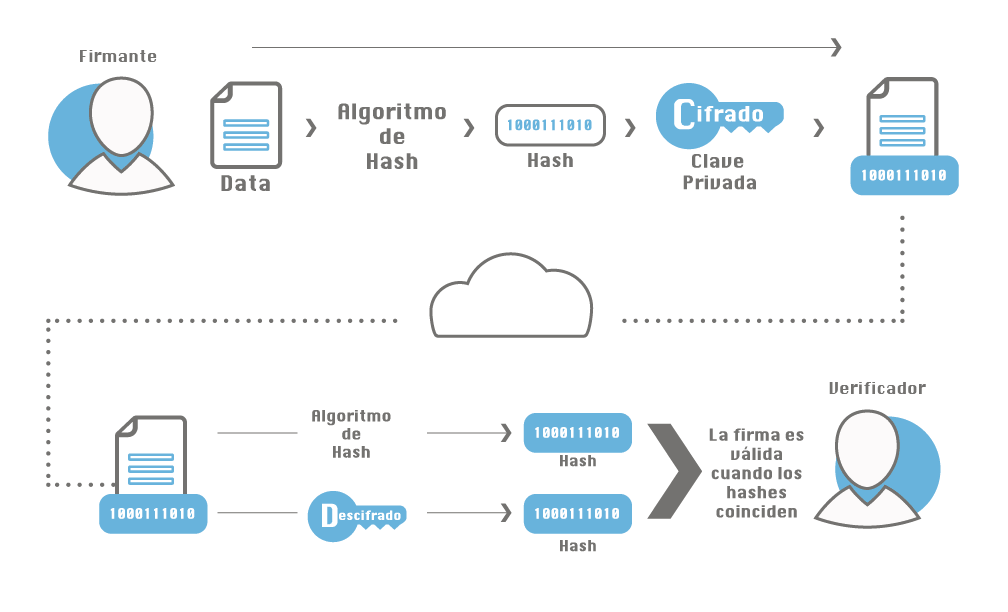 Firmante
Data
Algoritmo
de
Hash
1000111010
Hash
Cifrado
Clave
Privada
1000111010
1000111010
Algoritmo
de
Hash
Descifrado
1000111010
Hash
1000111010
Hash
La firma es
válida
cuando los
hashes
coinciden
Verificador